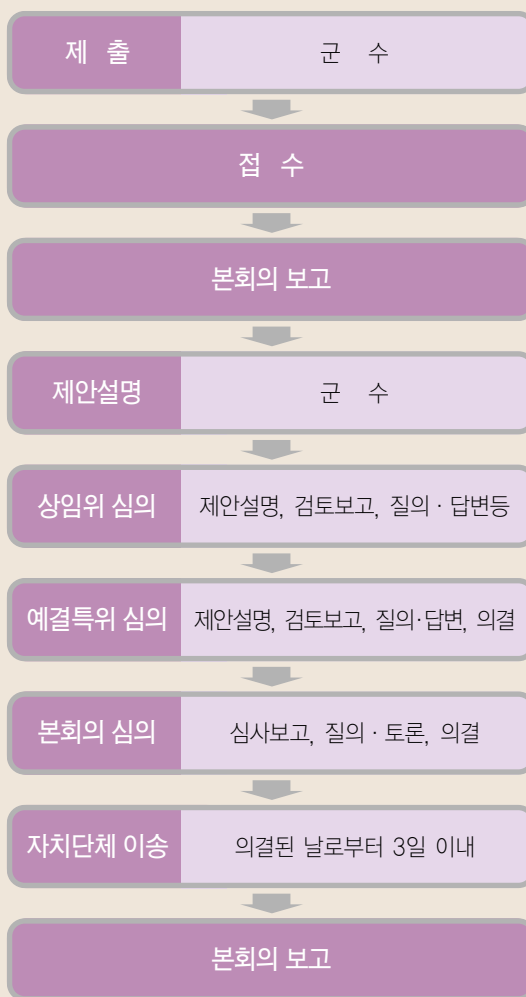 제 출 군 수
접 수
본회의 보고
제안설명 군 수
상임위 심의 제안설명, 검토보고, 질의 · 답변등
예결특위 심의 제안설명, 검토보고, 질의·답변, 의결
본회의 심의 심사보고, 질의 · 토론, 의결
자치단체 이송 의결된 날로부터 3일 이내
본회의 보고